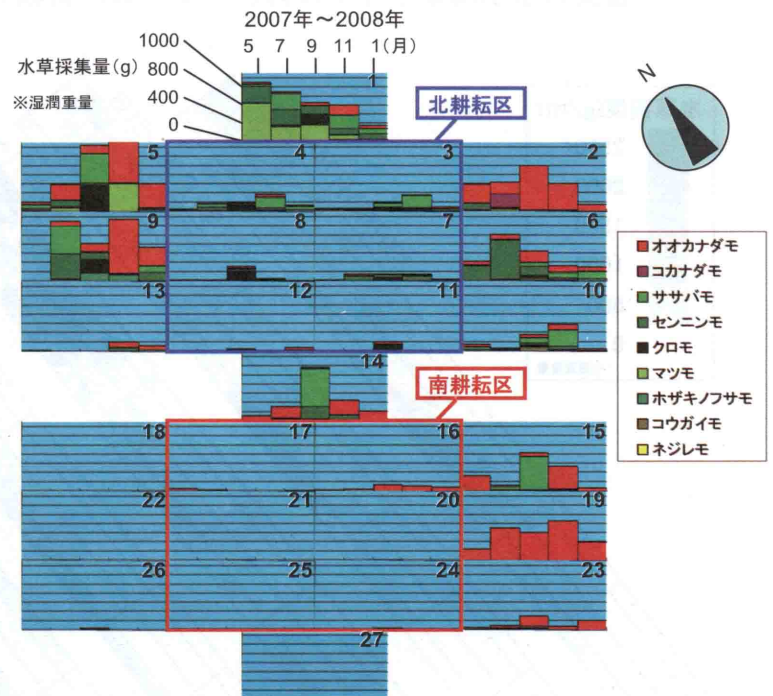 2007年～2008年
5 7 9 11 1(月)
水草採集量(g)
※湿潤重量
1000
800
400
0
北耕耘区
N
1
5 4 3 2
9 8 7 6
13 12 11 10
14
南耕耘区
18 17 16 15
22 21 20 19
26 25 24 23
27
オオカナダモ
コカナダモ
ササバモ
センニンモ
クロモ
マツモ
ホザキノフサモ
コウガイモ
ネジレモ